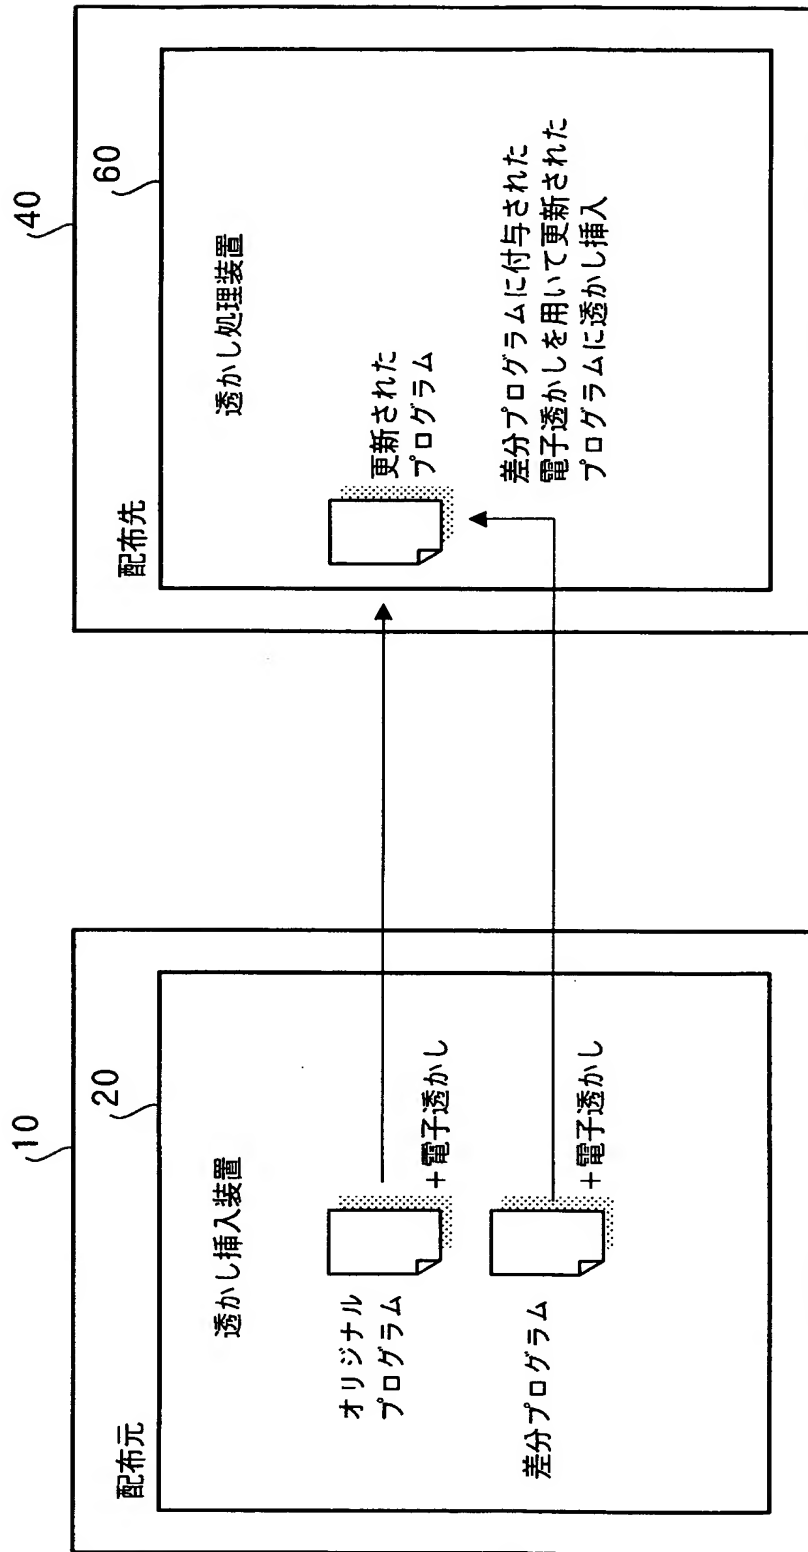 10
20
配布元
透かし挿入装置
オリジナル
プログラム
+電子透かし
差分プログラム
+電子透かし
40
60
配布先
透かし処理装置
更新された
プログラム
差分プログラムに付与された
電子透かしを用いて更新された
プログラムに透かし挿入